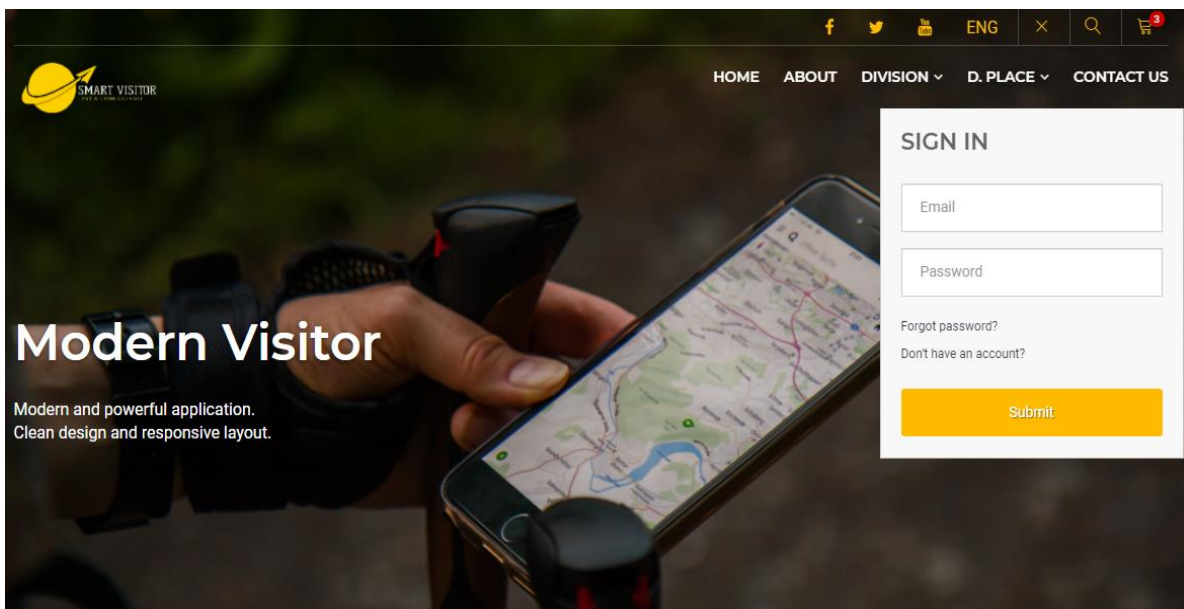 ENG 3
SMART VISITOR
HOME ABOUT DIVISION D. PLACE CONTACT US
SIGN IN
Email
Password
Forgot password?
Don't have an account?
Submit
Modern Visitor
Modern and powerful application.
Clean design and responsive layout.